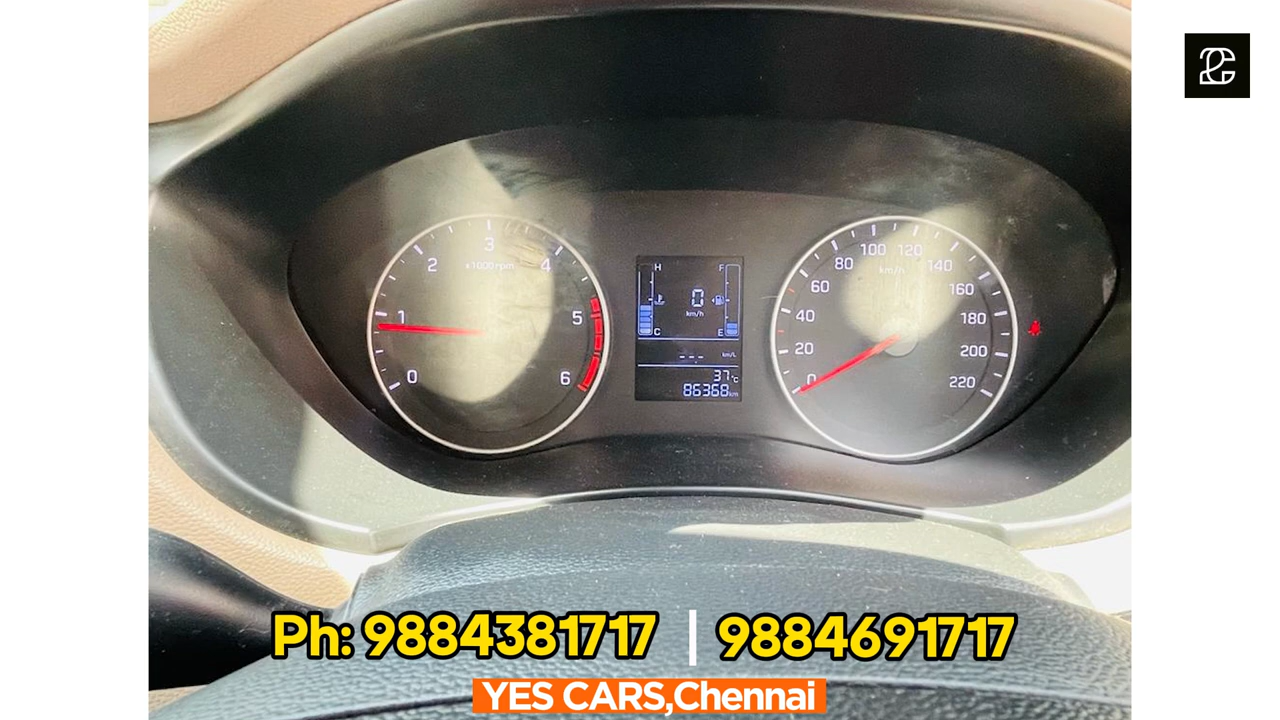 3
2 4
x1000rpm
1 5
0 6
H F
0
km/h
C E
--- km/L
37°C
86368km
100 120
80 140
km/h
60 160
40 180
20 200
0 220
Ph: 9884381717 | 9884691717
YES CARS,Chennai